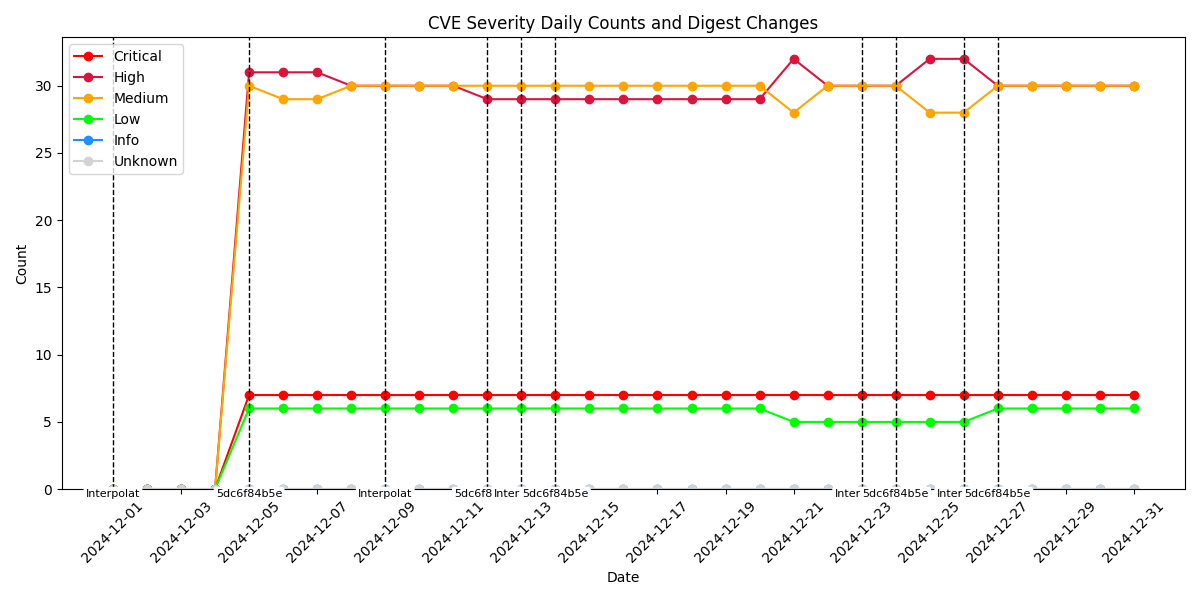 CVE Severity Daily Counts and Digest Changes
Critical
High
Medium
Low
Info
Unknown
30
25
20
15
10
5
0
Count
Interpolat
5dc6f84b5e
Interpolat
5dc6f8
Inter
5dc6f84b5e
Inter
5dc6f84b5e
Inter
5dc6f84b5e
2024-12-01
2024-12-03
2024-12-05
2024-12-07
2024-12-09
2024-12-11
2024-12-13
2024-12-15
2024-12-17
2024-12-19
2024-12-21
2024-12-23
2024-12-25
2024-12-27
2024-12-29
2024-12-31
Date